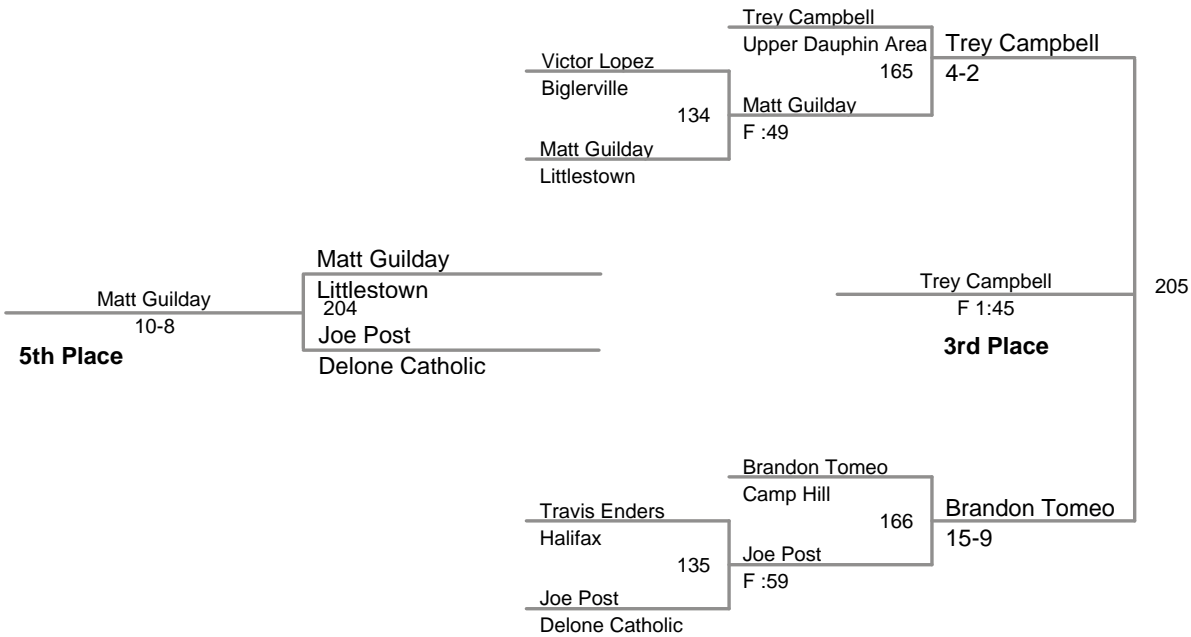 Trey Campbell
Upper Dauphin Area
165
Trey Campbell
4-2
Victor Lopez
Biglerville
134
Matt Guilday
F :49
Matt Guilday
Littlestown
Matt Guilday
Littlestown
204
Joe Post
Delone Catholic
Matt Guilday
10-8
5th Place
Trey Campbell
F 1:45
3rd Place
205
Brandon Tomeo
Camp Hill
166
Brandon Tomeo
15-9
Travis Enders
Halifax
135
Joe Post
F :59
Joe Post
Delone Catholic